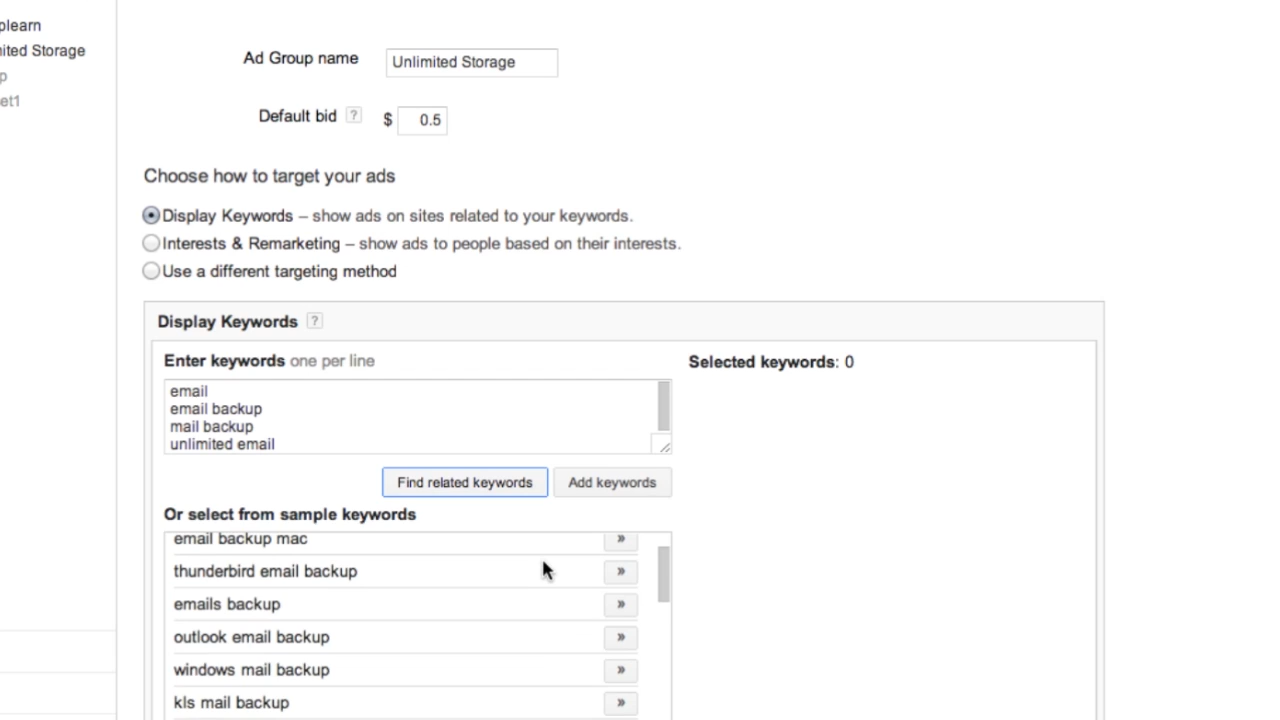 plearn
ited Storage
p
et1
Ad Group name
Unlimited Storage
Default bid ? $ 0.5
Choose how to target your ads
Display Keywords – show ads on sites related to your keywords.
Interests & Remarketing – show ads to people based on their interests.
Use a different targeting method
Display Keywords ?
Enter keywords one per line
Selected keywords: 0
email
email backup
mail backup
unlimited email
Find related keywords
Add keywords
Or select from sample keywords
email backup mac »
thunderbird email backup »
emails backup »
outlook email backup »
windows mail backup »
kls mail backup »